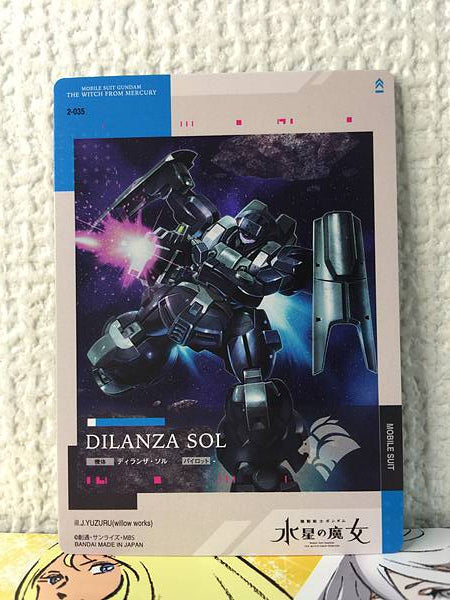 MOBILE SUIT GUNDAM
THE WITCH FROM MERCURY
2-035
DILANZA SOL
機体 ディランザ・ソル パイロット -
MOBILE SUIT
ill.J.YUZURU(willow works)
©創通・サンライズ・MBS
BANDAI MADE IN JAPAN
機動戦士ガンダム
水星の魔女